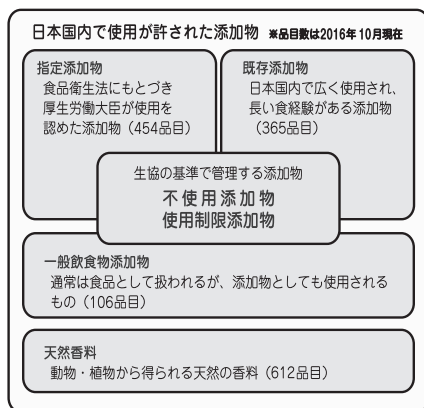 日本国内で使用が許された添加物 ※品目数は2016年10月現在
指定添加物
食品衛生法にもとづき
厚生労働大臣が使用を
認めた添加物（454品目）
既存添加物
日本国内で広く使用され、
長い食経験がある添加物
（365品目）
生協の基準で管理する添加物
不使用添加物
使用制限添加物
一般飲食物添加物
通常は食品として扱われるが、添加物としても使用される
もの（106品目）
天然香料
動物・植物から得られる天然の香料（612品目）